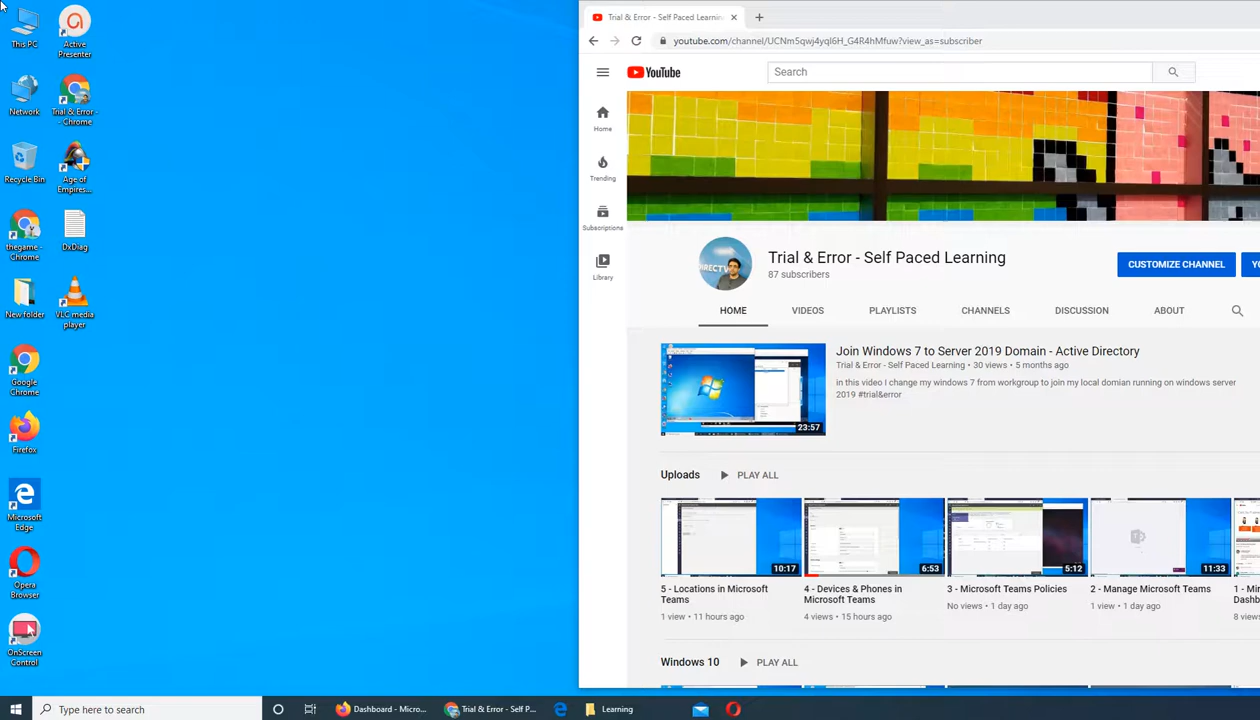 This PC
Active
Presenter
Network
Trial & Error -
- Chrome
Recycle Bin
Age of
Empires...
thegame -
Chrome
DxDiag
New folder
VLC media
player
Google
Chrome
Firefox
Microsoft
Edge
Opera
Browser
OnScreen
Control
Type here to search
Dashboard - Micro...
Trial & Error - Self P...
Learning
Trial & Error - Self Paced Learnin
youtube.com/channel/UCNm5qwj4yqI6H_G4R4hMfuw?view_as=subscriber
YouTube
Search
Home
Trending
Subscriptions
Library
DIRECTV
Trial & Error - Self Paced Learning
87 subscribers
CUSTOMIZE CHANNEL
YO
HOME
VIDEOS
PLAYLISTS
CHANNELS
DISCUSSION
ABOUT
23:57
Join Windows 7 to Server 2019 Domain - Active Directory
Trial & Error - Self Paced Learning • 30 views • 5 months ago
in this video I change my windows 7 from workgroup to join my local domian running on windows server
2019 #trial&error
Uploads
PLAY ALL
10:17
6:53
5:12
11:33
5 - Locations in Microsoft
Teams
1 view • 11 hours ago
4 - Devices & Phones in
Microsoft Teams
4 views • 15 hours ago
3 - Microsoft Teams Policies
No views • 1 day ago
2 - Manage Microsoft Teams
1 view • 1 day ago
1 - Mi
Dashb
8 views
Windows 10
PLAY ALL